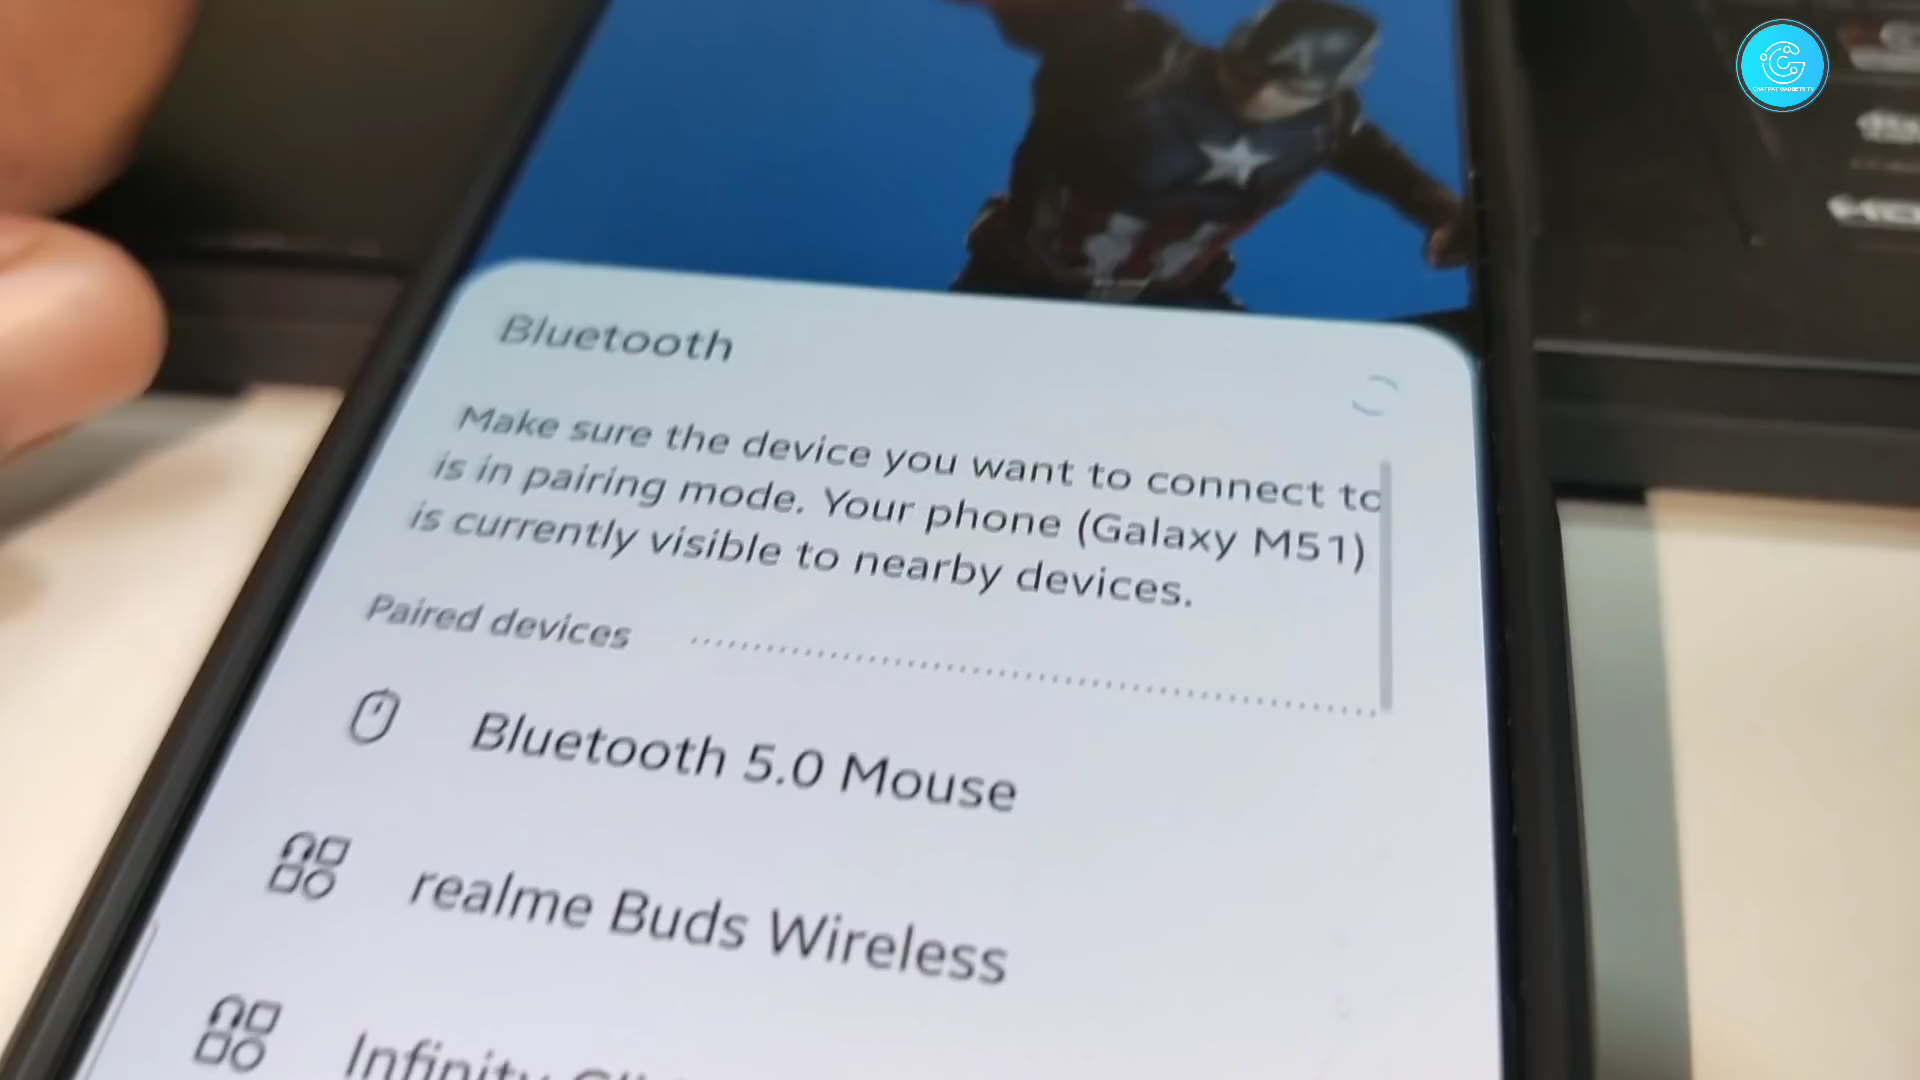 Bluetooth
Make sure the device you want to connect to
is in pairing mode. Your phone (Galaxy M51)
is currently visible to nearby devices.
Paired devices
Bluetooth 5.0 Mouse
realme Buds Wireless
Infinity